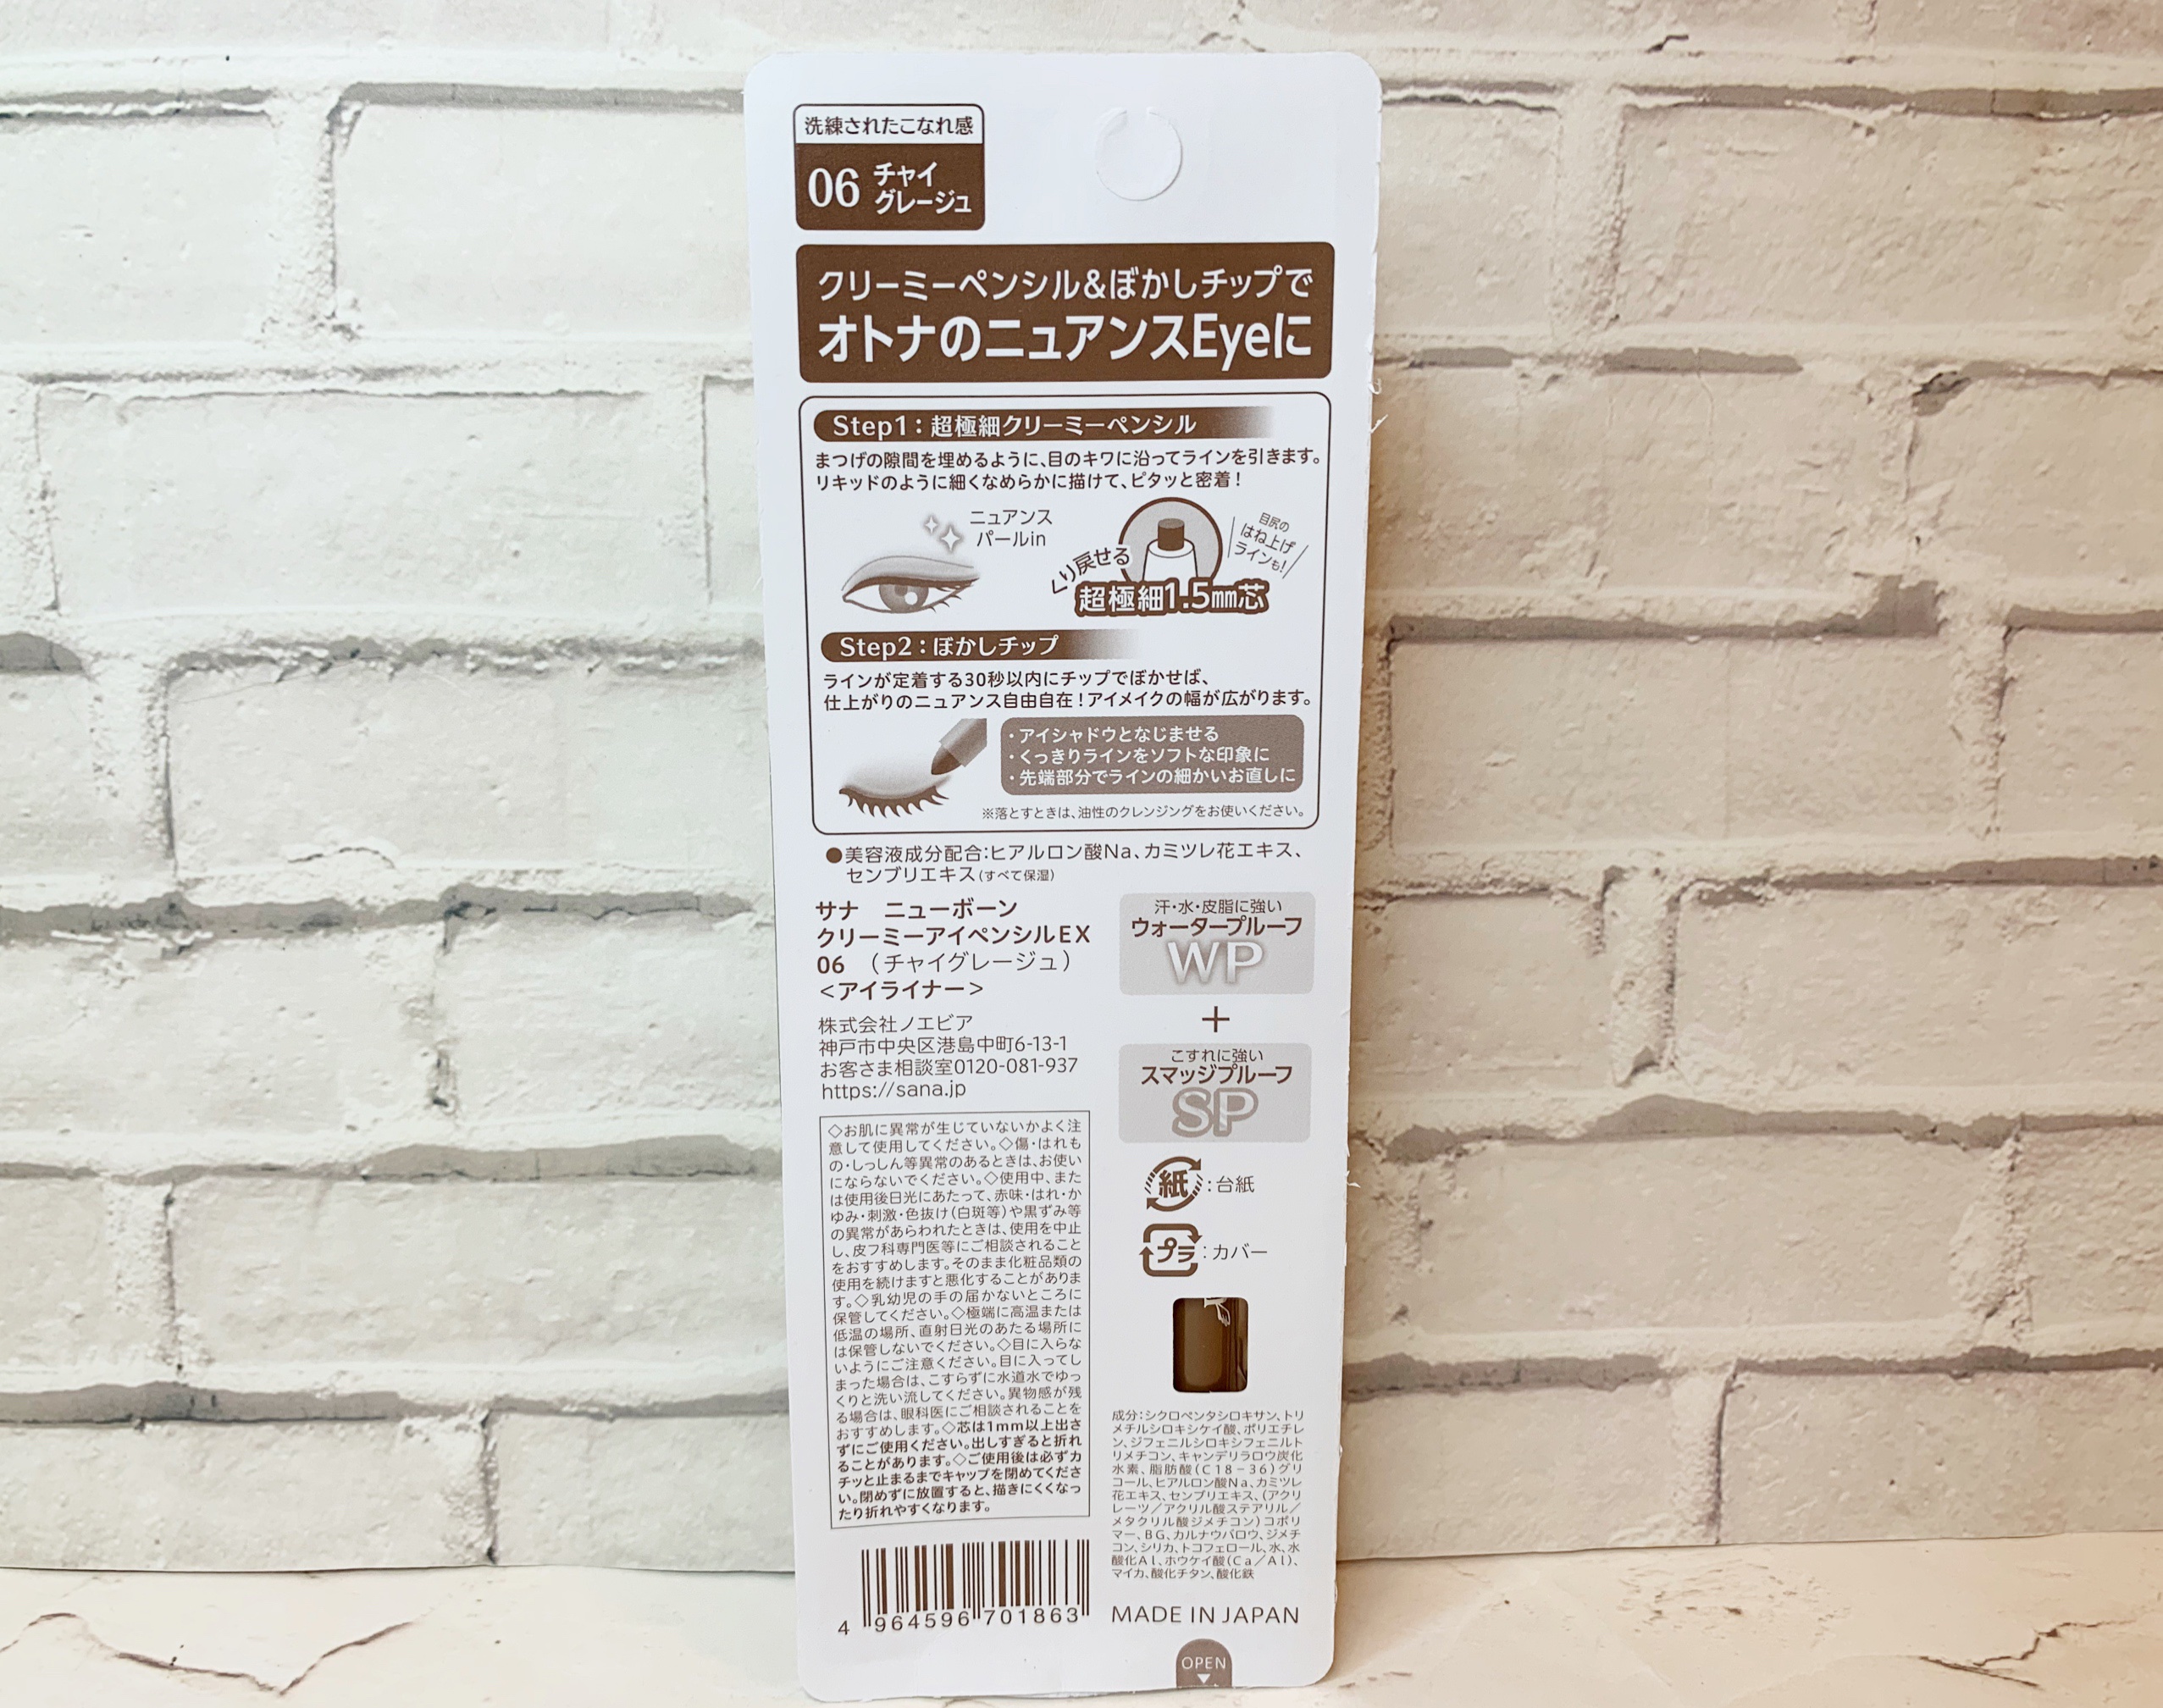 洗練されたこなれ感
06 チャイ
グレージュ
クリーミーペンシル&ぼかしチップで
オトナのニュアンスEyeに
Step1：超極細クリーミーペンシル
まつげの隙間を埋めるように、目のキワに沿ってラインを引きます。
リキッドのように細くなめらかに描けて、ピタッと密着！
ニュアンス
パールin
くり戻せる
超極細1.5mm芯
目尻の
はね上げ
ラインも！
Step2：ぼかしチップ
ラインが定着する30秒以内にチップでぼかせば、
仕上がりのニュアンス自由自在！アイメイクの幅が広がります。
・アイシャドウとなじませる
・くっきりラインをソフトな印象に
・先端部分でラインの細かいお直しに
※落とすときは、油性のクレンジングをお使いください。
●美容液成分配合：ヒアルロン酸Na、カミツレ花エキス、
センブリエキス（すべて保湿）
サナ　ニューボーン
クリーミーアイペンシルEX
06　（チャイグレージュ）
＜アイライナー＞
株式会社ノエビア
神戸市中央区港島中町6-13-1
お客さま相談室0120-081-937
https://sana.jp
汗・水・皮脂に強い
ウォータープルーフ
WP
＋
こすれに強い
スマッジプルーフ
SP
紙：台紙
プラ：カバー
◇お肌に異常が生じていないかよく注
意して使用してください。◇傷・はれも
の・しっしん等異常のあるときは、お使い
にならないでください。◇使用中、また
は使用後日光にあたって、赤味・はれ・か
ゆみ・刺激・色抜け（白斑等）や黒ずみ等
の異常があらわれたときは、使用を中止
し、皮フ科専門医等にご相談されること
をおすすめします。そのまま化粧品類の
使用を続けますと悪化することがありま
す。◇乳幼児の手の届かないところに
保管してください。◇極端に高温または
低温の場所、直射日光のあたる場所に
は保管しないでください。◇目に入らな
いようにご注意ください。目に入ってし
まった場合は、こすらずに水道水でゆっ
くりと洗い流してください。異物感が残
る場合は、眼科医にご相談されることを
おすすめします。◇芯は1mm以上出さ
ずにご使用ください。出しすぎると折れ
ることがあります。◇ご使用後は必ずカ
チッと止まるまでキャップを閉めてくださ
い。閉めずに放置すると、描きにくくなっ
たり折れやすくなります。
成分：シクロペンタシロキサン、トリ
メチルシロキシケイ酸、ポリエチレ
ン、ジフェニルシロキシフェニルト
リメチコン、キャンデリラロウ炭化
水素、脂肪酸（C18－36）グリ
コール、ヒアルロン酸Na、カミツレ
花エキス、センブリエキス、（アクリ
レーツ／アクリル酸ステアリル／
メタクリル酸ジメチコン）コポリ
マー、BG、カルナウバロウ、ジメチ
コン、シリカ、トコフェロール、水、水
酸化Al、ホウケイ酸（Ca／Al）、
マイカ、酸化チタン、酸化鉄
4 964596 701863
MADE IN JAPAN
OPEN